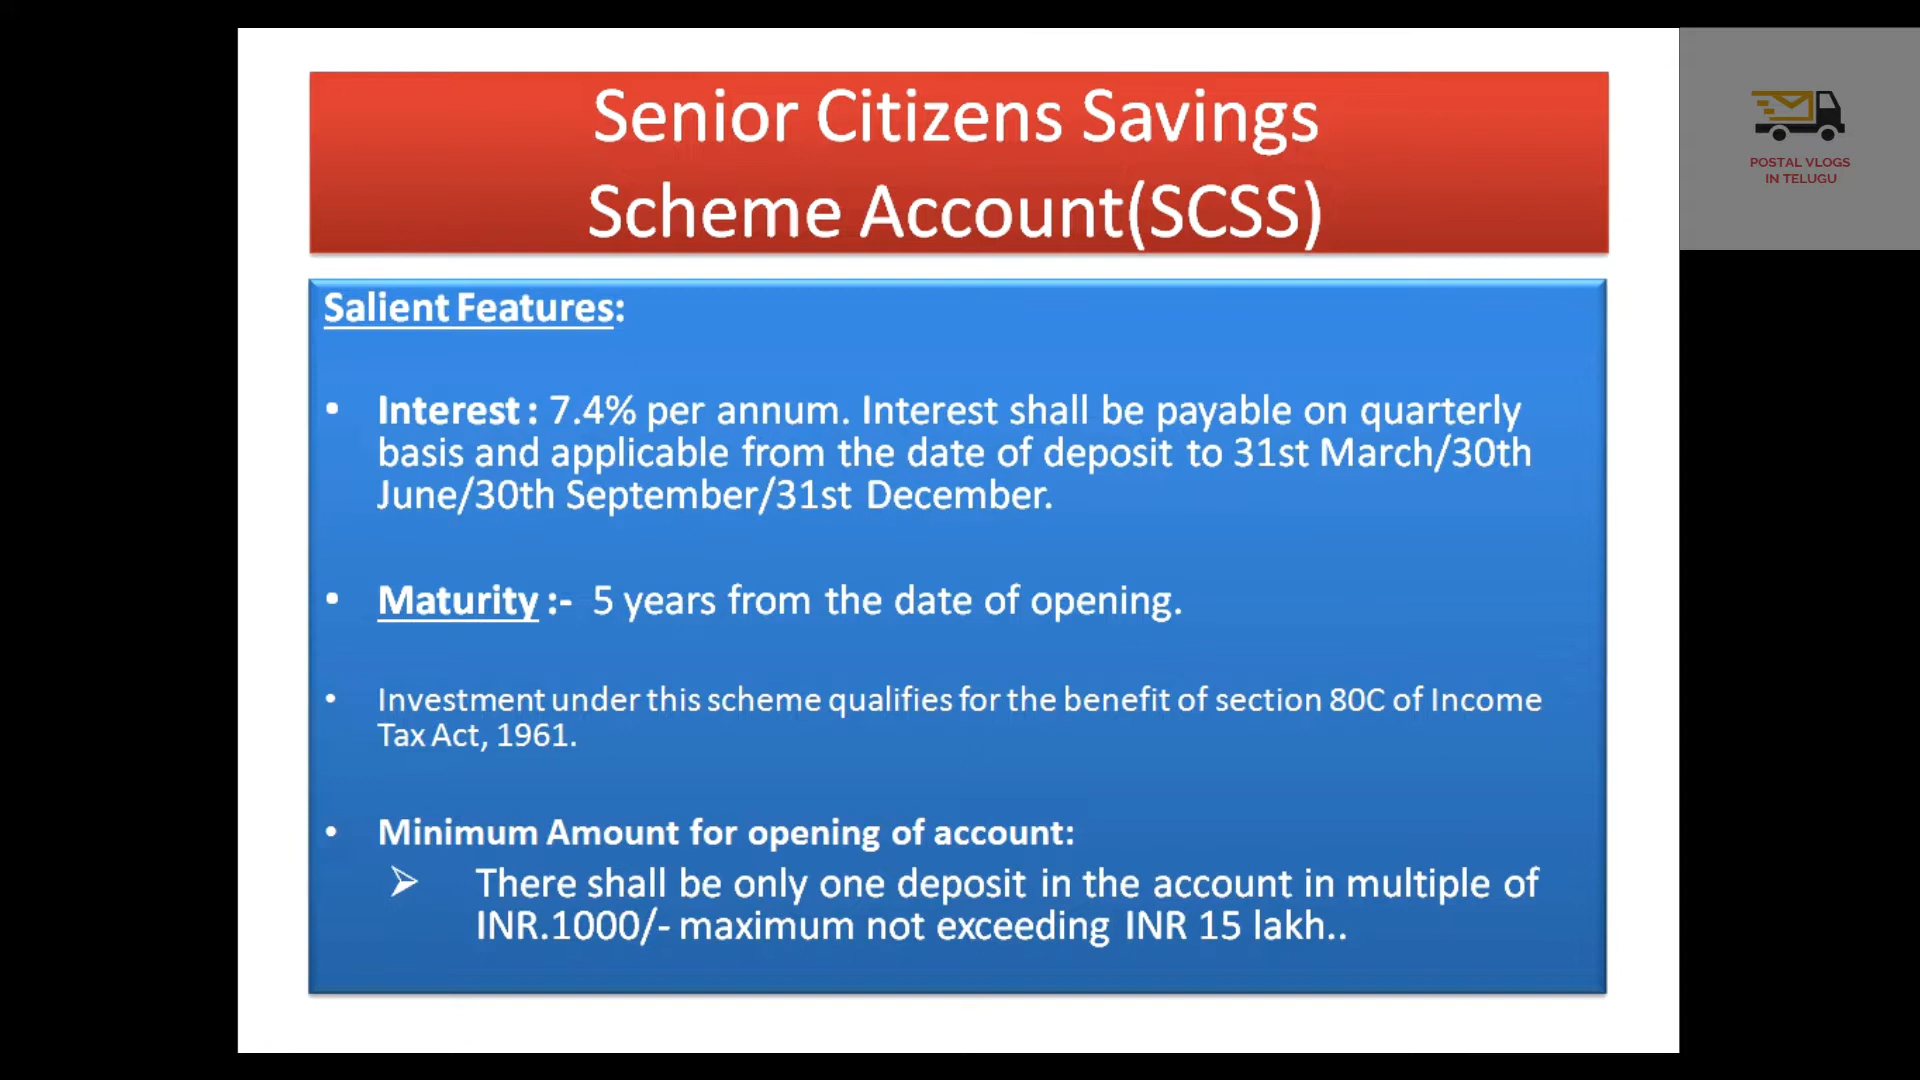 Senior Citizens Savings
Scheme Account(SCSS)
POSTAL VLOGS
IN TELUGU
Salient Features:
• Interest : 7.4% per annum. Interest shall be payable on quarterly
basis and applicable from the date of deposit to 31st March/30th
June/30th September/31st December.
• Maturity :- 5 years from the date of opening.
• Investment under this scheme qualifies for the benefit of section 80C of Income
Tax Act, 1961.
• Minimum Amount for opening of account:
➢ There shall be only one deposit in the account in multiple of
INR.1000/- maximum not exceeding INR 15 lakh..